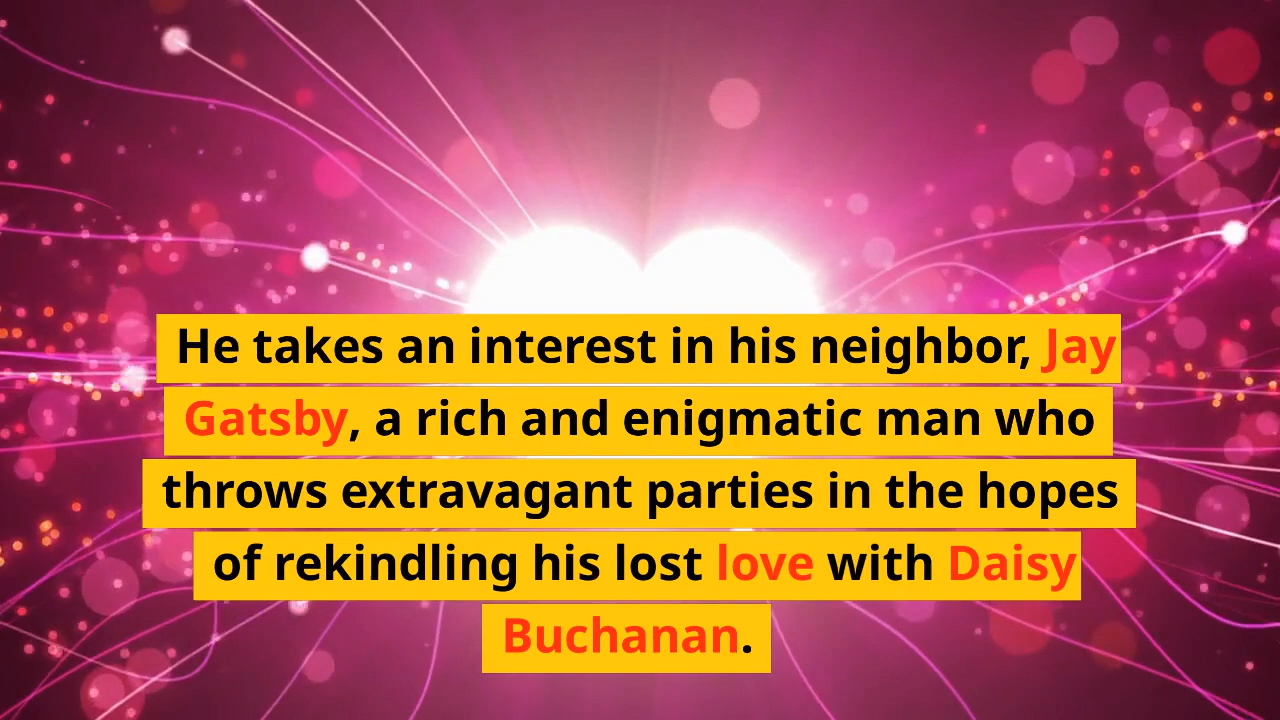 He takes an interest in his neighbor, Jay
Gatsby, a rich and enigmatic man who
throws extravagant parties in the hopes
of rekindling his lost love with Daisy
Buchanan.